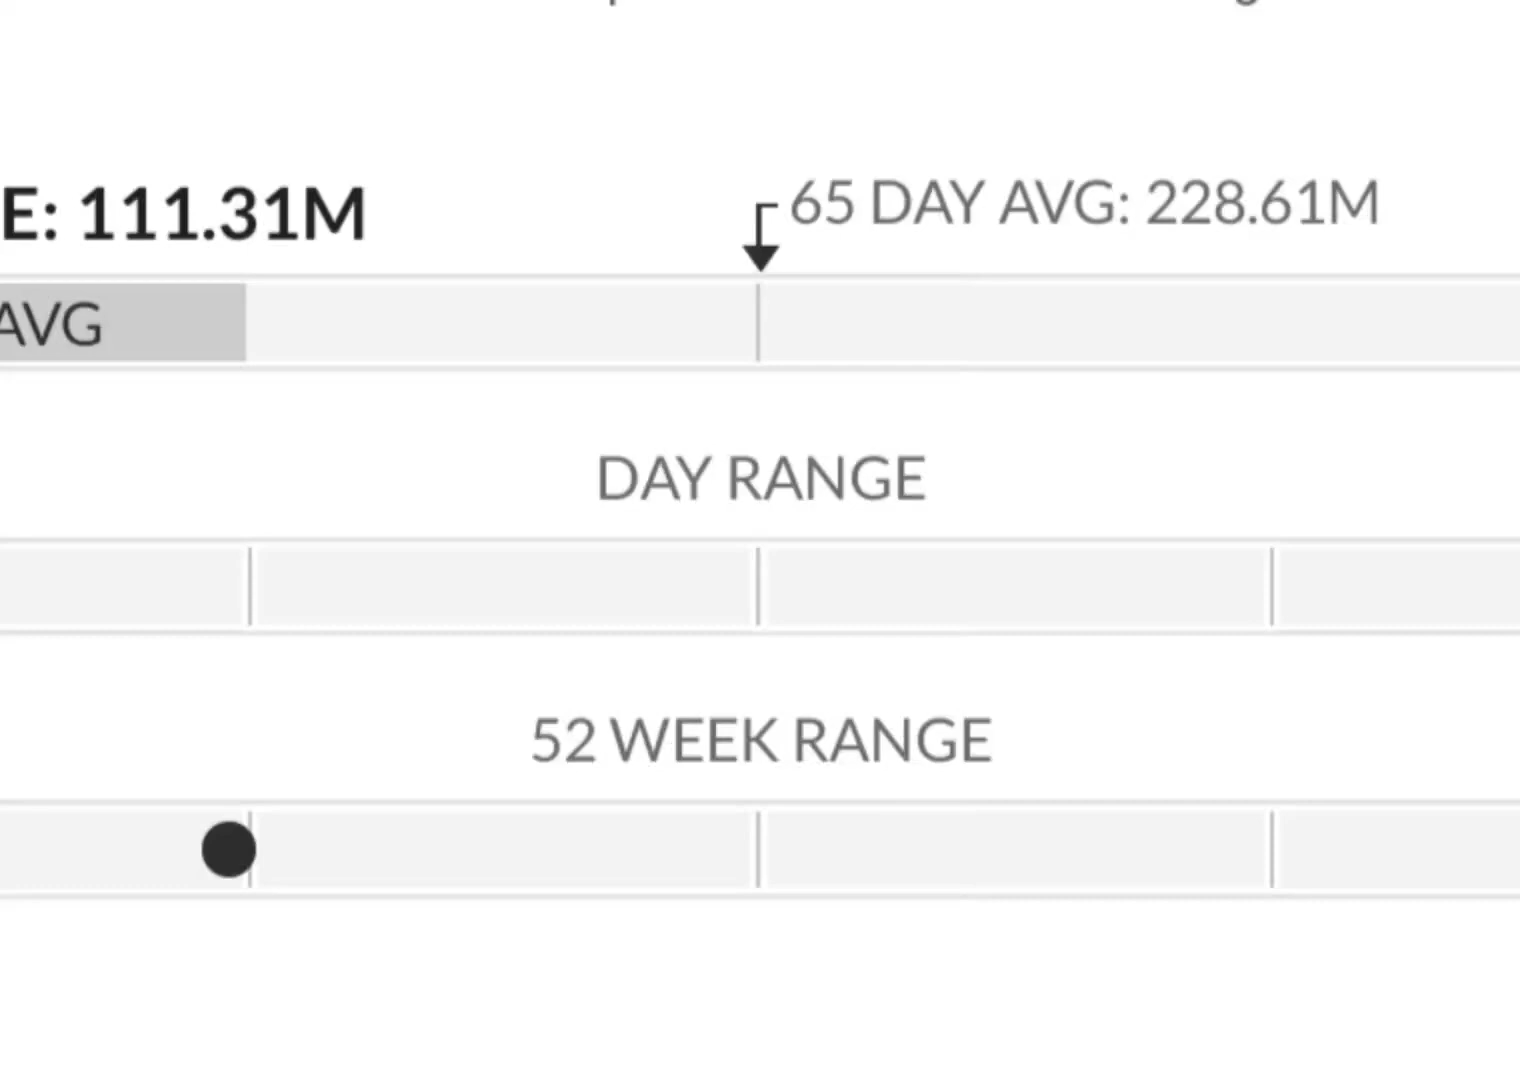 E: 111.31M
65 DAY AVG: 228.61M
AVG
DAY RANGE
52 WEEK RANGE